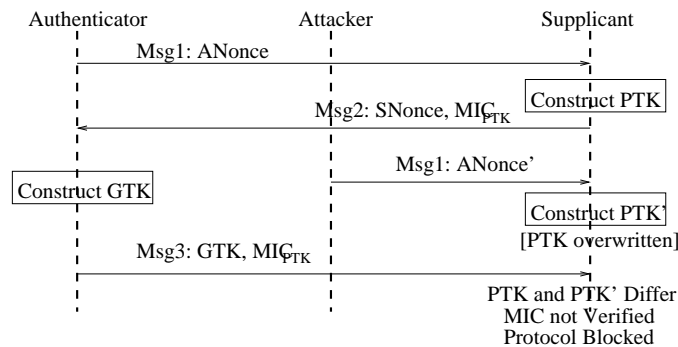 Authenticator Attacker Supplicant
Msg1: ANonce
Construct PTK
Msg2: SNonce, MIC_PTK
Msg1: ANonce’
Construct GTK
Construct PTK’
[PTK overwritten]
Msg3: GTK, MIC_PTK
PTK and PTK’ Differ
MIC not Verified
Protocol Blocked